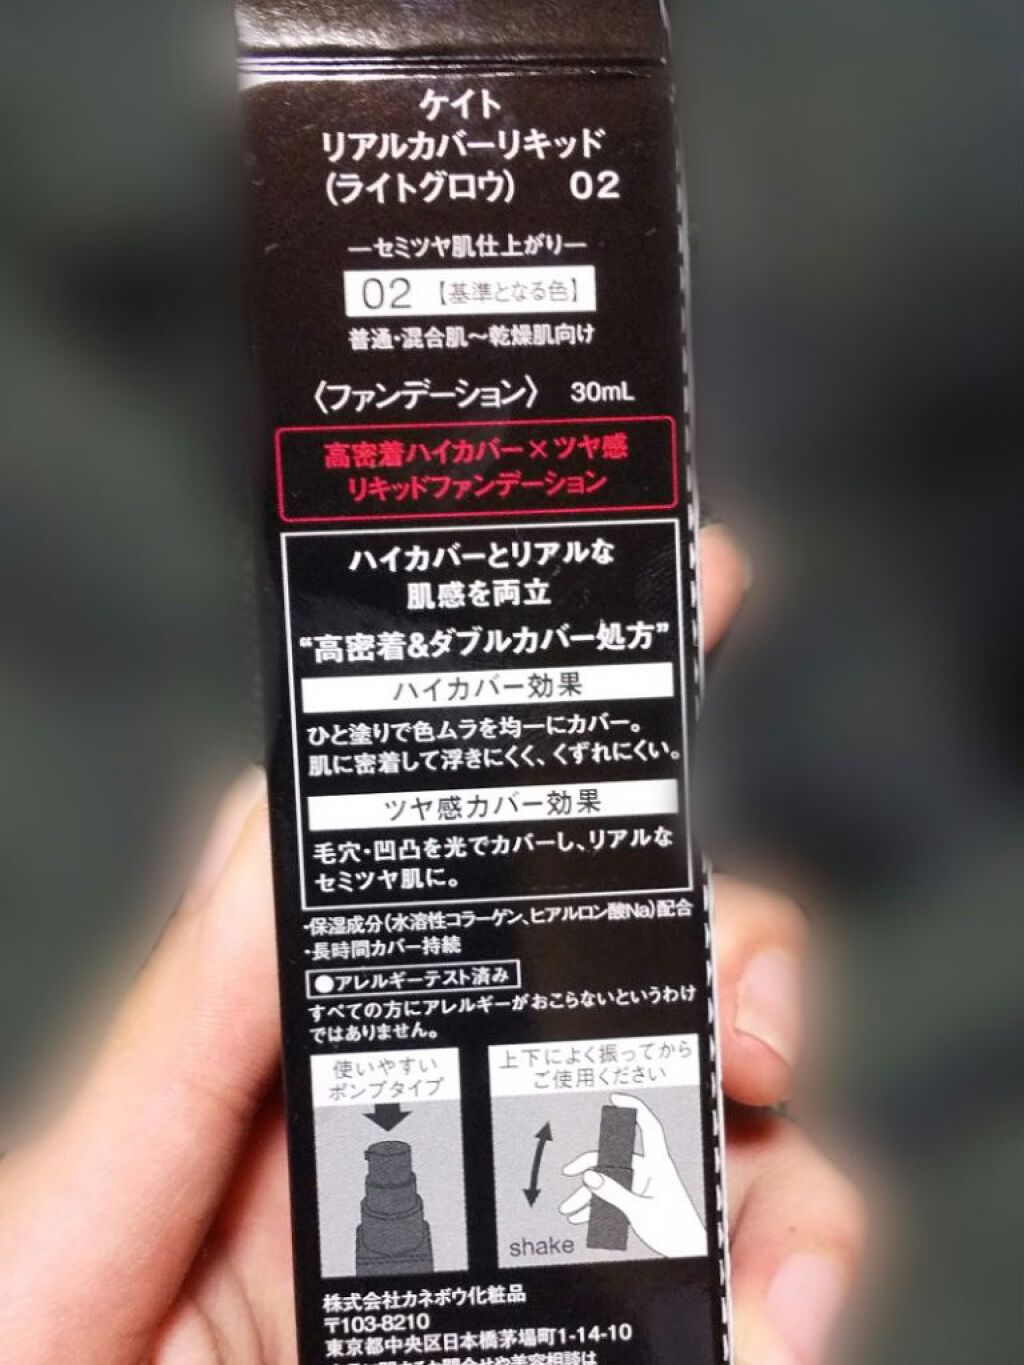 ケイト
リアルカバーリキッド
(ライトグロウ) 02
―セミツヤ肌仕上がり―
02【基準となる色】
普通・混合肌～乾燥肌向け
〈ファンデーション〉 30mL
高密着ハイカバー×ツヤ感
リキッドファンデーション
ハイカバーとリアルな
肌感を両立
“高密着&ダブルカバー処方”
ハイカバー効果
ひと塗りで色ムラを均一にカバー。
肌に密着して浮きにくく、くずれにくい。
ツヤ感カバー効果
毛穴・凹凸を光でカバーし、リアルな
セミツヤ肌に。
・保湿成分(水溶性コラーゲン、ヒアルロン酸Na)配合
・長時間カバー持続
●アレルギーテスト済み
すべての方にアレルギーがおこらないというわけ
ではありません。
使いやすい
ポンプタイプ
上下によく振ってから
ご使用ください
shake
株式会社カネボウ化粧品
〒103-8210
東京都中央区日本橋茅場町1-14-10